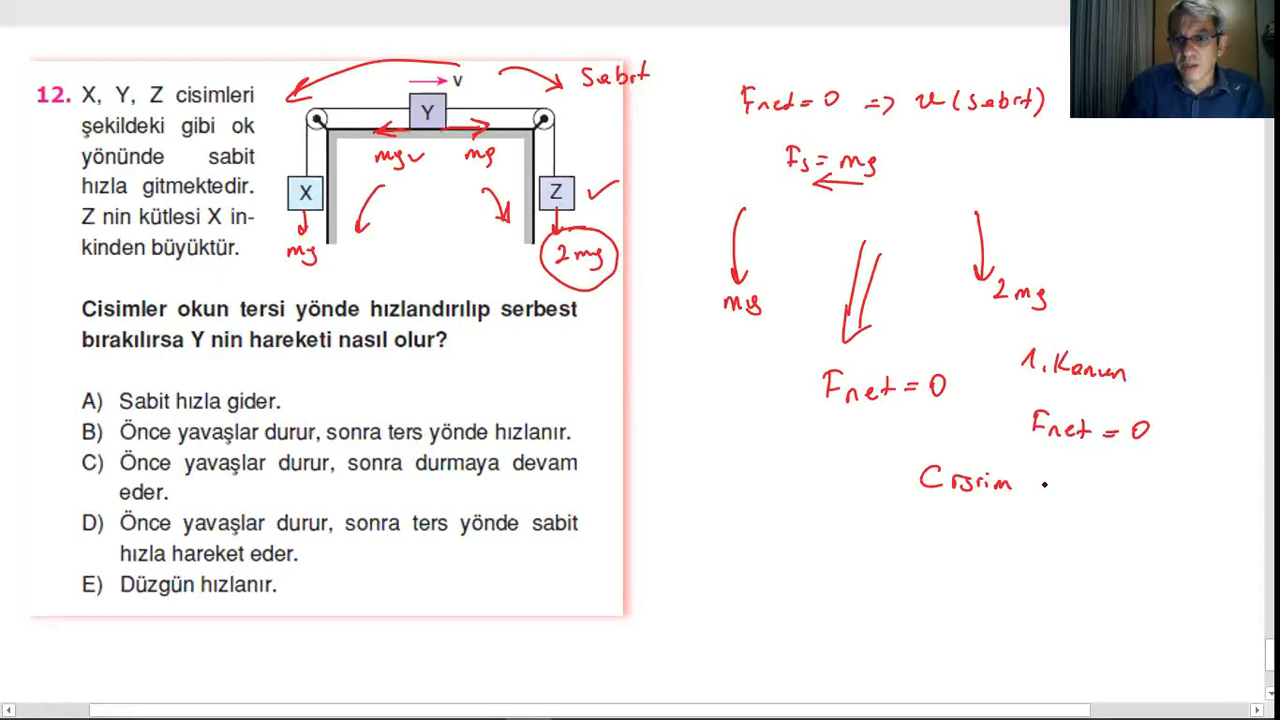 12. X, Y, Z cisimleri
şekildeki gibi ok
yönünde sabit
hızla gitmektedir.
Z nin kütlesi X in-
kinden büyüktür.
v
Y
X
Z
sabit
mg
mg
mg
2mg
Cisimler okun tersi yönde hızlandırılıp serbest
bırakılırsa Y nin hareketi nasıl olur?
A) Sabit hızla gider.
B) Önce yavaşlar durur, sonra ters yönde hızlanır.
C) Önce yavaşlar durur, sonra durmaya devam
eder.
D) Önce yavaşlar durur, sonra ters yönde sabit
hızla hareket eder.
E) Düzgün hızlanır.
Fnet = 0 => v (sabit)
Fs = mg
mg
2mg
Fnet = 0
1. Kanun
Fnet = 0
Cisim